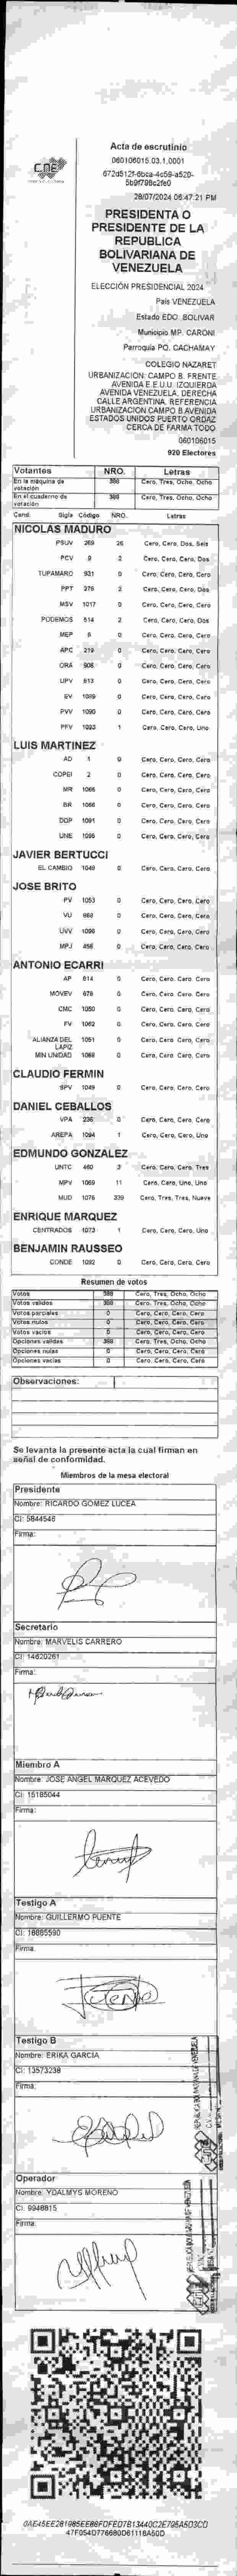 CNE
Acta de escrutinio
060106015.03.1.0001
28/07/2024 06:47:21 PM
PRESIDENTA O
PRESIDENTE DE LA
REPUBLICA
BOLIVARIANA DE
VENEZUELA
ELECCIÓN PRESIDENCIAL 2024
País VENEZUELA
Estado EDO. BOLIVAR
Municipio MP. CARONI
Parroquia PQ. CACHAMAY
COLEGIO NAZARET
URBANIZACION: CAMPO B. FRENTE
AVENIDA E.E.U.U. IZQUIERDA
AVENIDA VENEZUELA. DERECHA
CALLE ARGENTINA. REFERENCIA
URBANIZACION CAMPO B AVENIDA
ESTADOS UNIDOS PUERTO ORDAZ
CERCA DE FARMA TODO
060106015
920 Electores
Votantes NRO. Letras
En la máquina de votación 388 Cero, Tres, Ocho, Ocho
En el cuaderno de votación 388 Cero, Tres, Ocho, Ocho
Cand. Sigla Código NRO. Letras
NICOLAS MADURO
PSUV 269 26 Cero, Cero, Dos, Seis
PCV 9 2 Cero, Cero, Cero, Dos
TUPAMARO 931 0 Cero, Cero, Cero, Cero
PPT 276 2 Cero, Cero, Cero, Dos
MSV 1017 0 Cero, Cero, Cero, Cero
PODEMOS 514 2 Cero, Cero, Cero, Dos
MEP 6 0 Cero, Cero, Cero, Cero
APC 219 0 Cero, Cero, Cero, Cero
ORA 908 0 Cero, Cero, Cero, Cero
UPV 613 0 Cero, Cero, Cero, Cero
EV 1089 0 Cero, Cero, Cero, Cero
PVV 1090 0 Cero, Cero, Cero, Cero
PFV 1093 1 Cero, Cero, Cero, Uno
LUIS MARTINEZ
AD 1 0 Cero, Cero, Cero, Cero
COPEI 2 0 Cero, Cero, Cero, Cero
MR 1065 0 Cero, Cero, Cero, Cero
BR 1066 0 Cero, Cero, Cero, Cero
DDP 1091 0 Cero, Cero, Cero, Cero
UNE 1095 0 Cero, Cero, Cero, Cero
JAVIER BERTUCCI
EL CAMBIO 1048 0 Cero, Cero, Cero, Cero
JOSE BRITO
PV 1053 0 Cero, Cero, Cero, Cero
VU 868 0 Cero, Cero, Cero, Cero
UVV 1098 0 Cero, Cero, Cero, Cero
MPJ 456 0 Cero, Cero, Cero, Cero
ANTONIO ECARRI
AP 614 0 Cero, Cero, Cero, Cero
MOVEV 678 0 Cero, Cero, Cero, Cero
CMC 1050 0 Cero, Cero, Cero, Cero
FV 1062 0 Cero, Cero, Cero, Cero
ALIANZA DEL LAPIZ 1051 0 Cero, Cero, Cero, Cero
MIN UNIDAD 1068 0 Cero, Cero, Cero, Cero
CLAUDIO FERMIN
SPV 1049 0 Cero, Cero, Cero, Cero
DANIEL CEBALLOS
VPA 236 0 Cero, Cero, Cero, Cero
AREPA 1094 1 Cero, Cero, Cero, Uno
EDMUNDO GONZALEZ
UNTC 460 3 Cero, Cero, Cero, Tres
MPV 1069 11 Cero, Cero, Uno, Uno
MUD 1076 339 Cero, Tres, Tres, Nueve
ENRIQUE MARQUEZ
CENTRADOS 1073 1 Cero, Cero, Cero, Uno
BENJAMIN RAUSSEO
CONDE 1092 0 Cero, Cero, Cero, Cero
Resumen de votos
Votos 388 Cero, Tres, Ocho, Ocho
Votos válidos 388 Cero, Tres, Ocho, Ocho
Votos parciales 0 Cero, Cero, Cero, Cero
Votos nulos 0 Cero, Cero, Cero, Cero
Votos vacíos 0 Cero, Cero, Cero, Cero
Opciones válidas 388 Cero, Tres, Ocho, Ocho
Opciones nulas 0 Cero, Cero, Cero, Cero
Opciones vacías 0 Cero, Cero, Cero, Cero
Observaciones:
Se levanta la presente acta la cual firman en
señal de conformidad.
Miembros de la mesa electoral
Presidente
Nombre: RICARDO GOMEZ LUCEA
CI: 5844546
Firma:
Secretario
Nombre: MARVELIS CARRERO
CI: 14620261
Firma:
Miembro A
Nombre: JOSE ANGEL MARQUEZ ACEVEDO
CI: 15185044
Firma:
Testigo A
Nombre: GUILLERMO PUENTE
CI: 16885590
Firma:
Testigo B
Nombre: ERIKA GARCIA
CI: 13573238
Firma:
Operador
Nombre: YDALMYS MORENO
CI: 9948815
Firma: